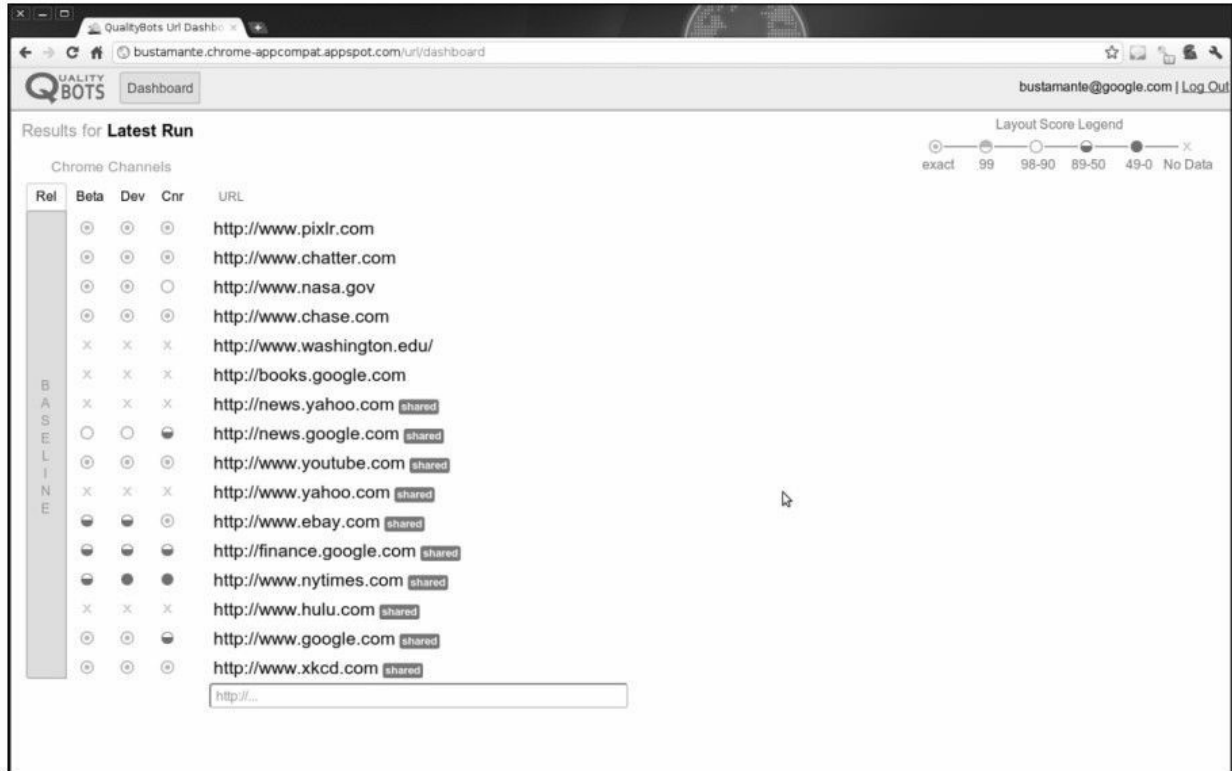 QualityBots Url Dashbo
bustamante.chrome-appcompat.appspot.com/url/dashboard
QUALITY BOTS Dashboard bustamante@google.com | Log Out
Results for Latest Run
Layout Score Legend
exact 99 98-90 89-50 49-0 No Data
Chrome Channels
Rel Beta Dev Cnr URL
BASELINE
http://www.pixlr.com
http://www.chatter.com
http://www.nasa.gov
http://www.chase.com
x x x http://www.washington.edu/
x x x http://books.google.com
x x x http://news.yahoo.com shared
http://news.google.com shared
http://www.youtube.com shared
x x x http://www.yahoo.com shared
http://www.ebay.com shared
http://finance.google.com shared
http://www.nytimes.com shared
x x x http://www.hulu.com shared
http://www.google.com shared
http://www.xkcd.com shared
http://...